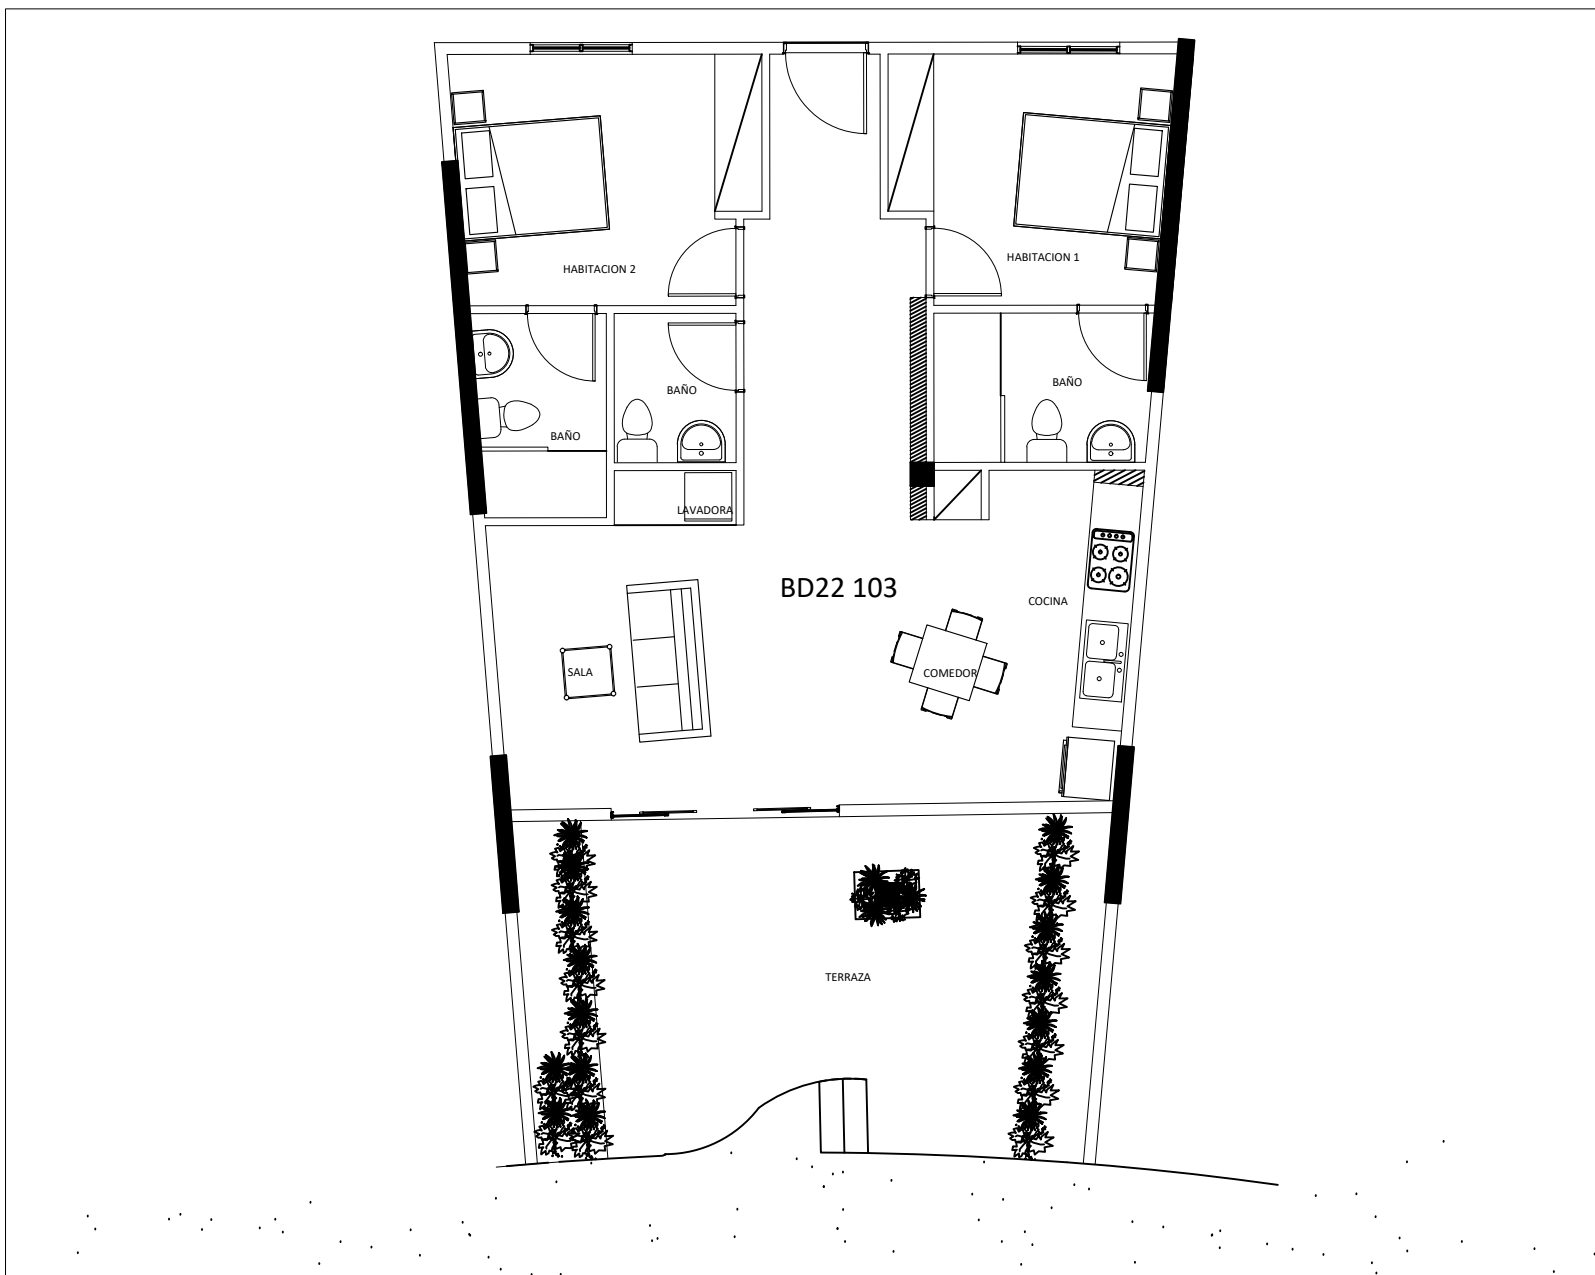 HABITACION 2
HABITACION 1
BAÑO
BAÑO
BAÑO
LAVADORA
BD22 103
COCINA
SALA
COMEDOR
TERRAZA